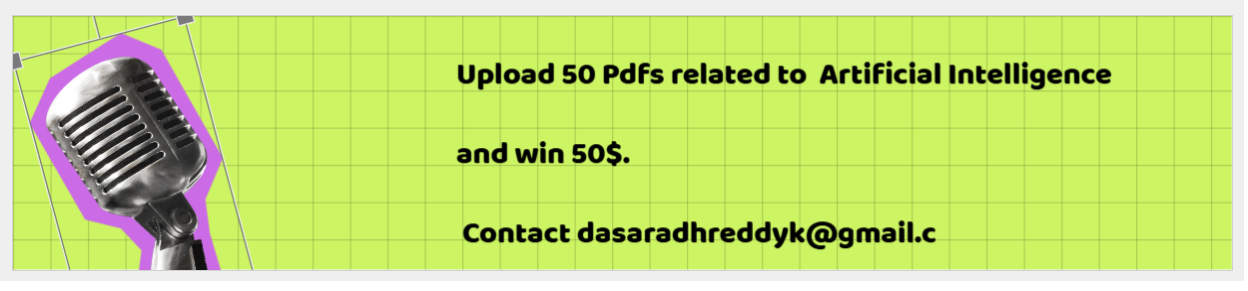 Upload 50 Pdfs related to  Artificial Intelligence
and win 50$.
Contact dasaradhreddyk@gmail.c